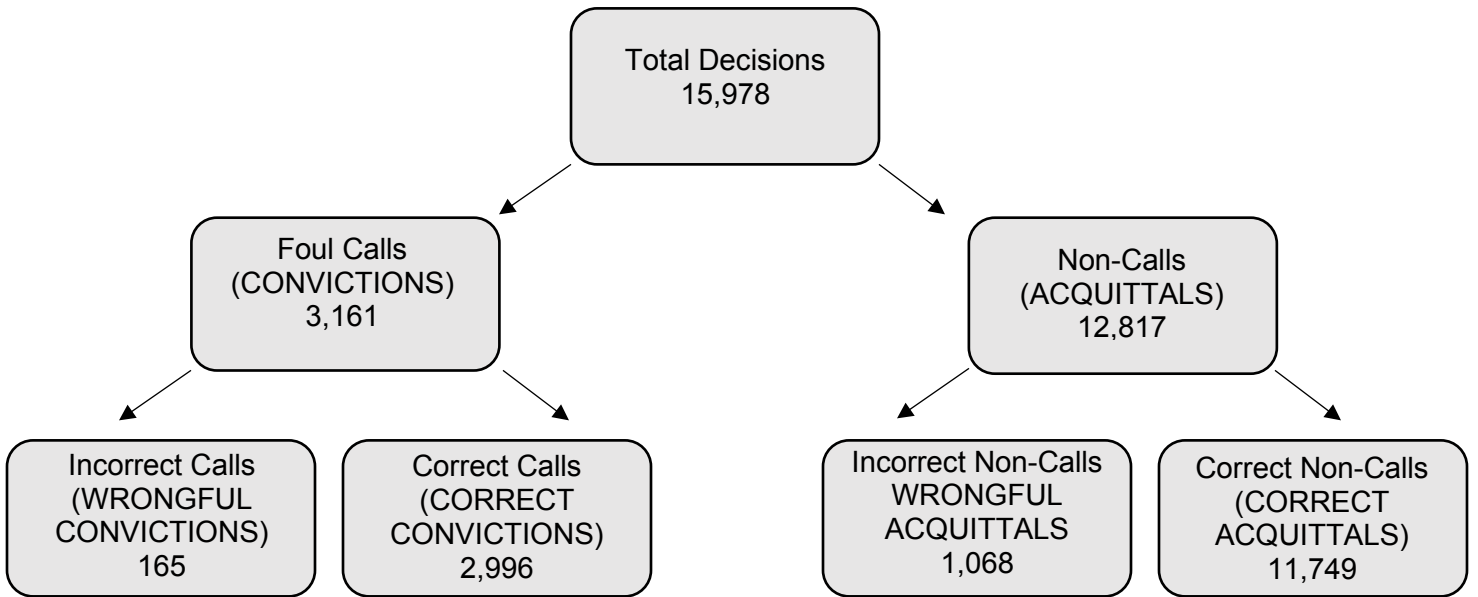 Total Decisions
15,978
Foul Calls
(CONVICTIONS)
3,161
Non-Calls
(ACQUITTALS)
12,817
Incorrect Calls
(WRONGFUL
CONVICTIONS)
165
Correct Calls
(CORRECT
CONVICTIONS)
2,996
Incorrect Non-Calls
WRONGFUL
ACQUITTALS
1,068
Correct Non-Calls
(CORRECT
ACQUITTALS)
11,749